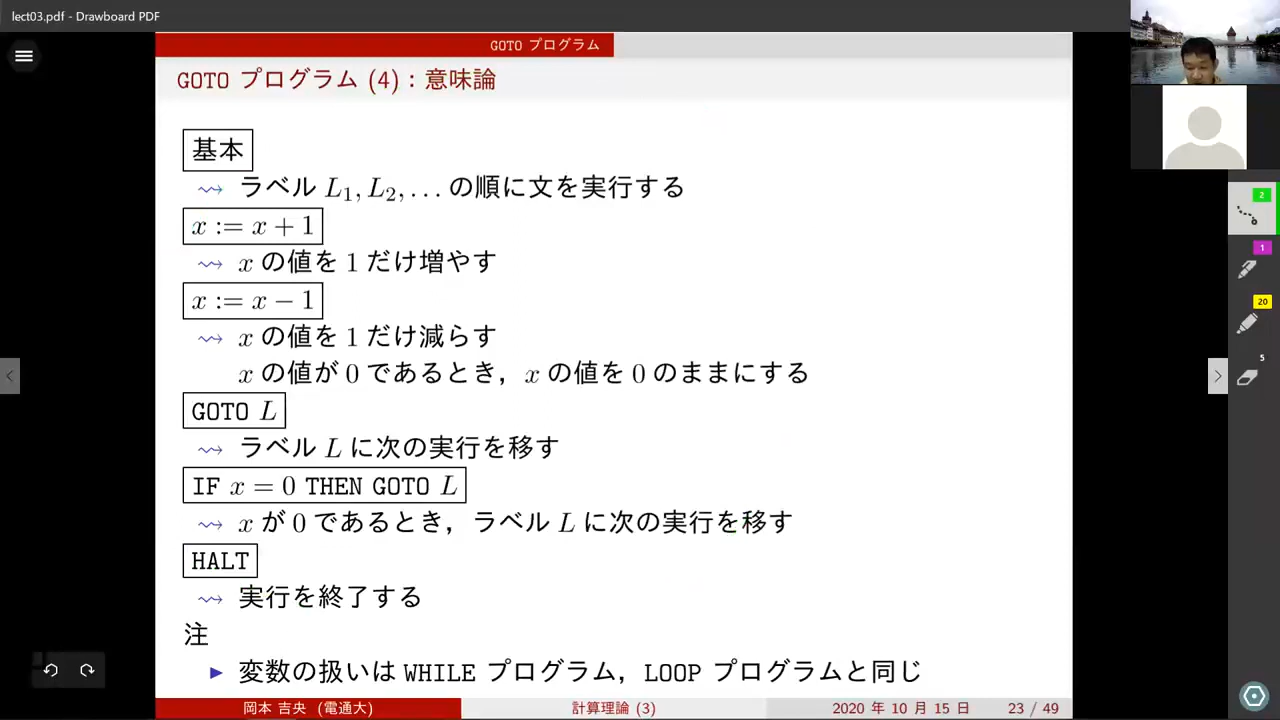 lect03.pdf - Drawboard PDF
GOTO プログラム
GOTO プログラム (4) : 意味論
基本
⇝ ラベル L₁, L₂, . . . の順に文を実行する
x := x + 1
⇝ x の値を 1 だけ増やす
x := x − 1
⇝ x の値を 1 だけ減らす
x の値が 0 であるとき，x の値を 0 のままにする
GOTO L
⇝ ラベル L に次の実行を移す
IF x = 0 THEN GOTO L
⇝ x が 0 であるとき，ラベル L に次の実行を移す
HALT
⇝ 実行を終了する
注
▶ 変数の扱いは WHILE プログラム，LOOP プログラムと同じ
岡本 吉央 (電通大) 計算理論 (3) 2020 年 10 月 15 日 23 / 49
2
1
20
5